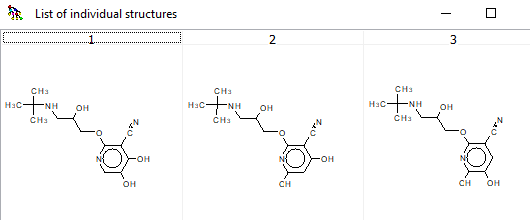 List of individual structures
1
CH3
H3C NH OH
CH3
N
O C
N OH
OH
2
CH3
H3C NH OH
CH3
N
O C
N OH
CH
3
CH3
H3C NH OH
CH3
N
O C
N
CH OH